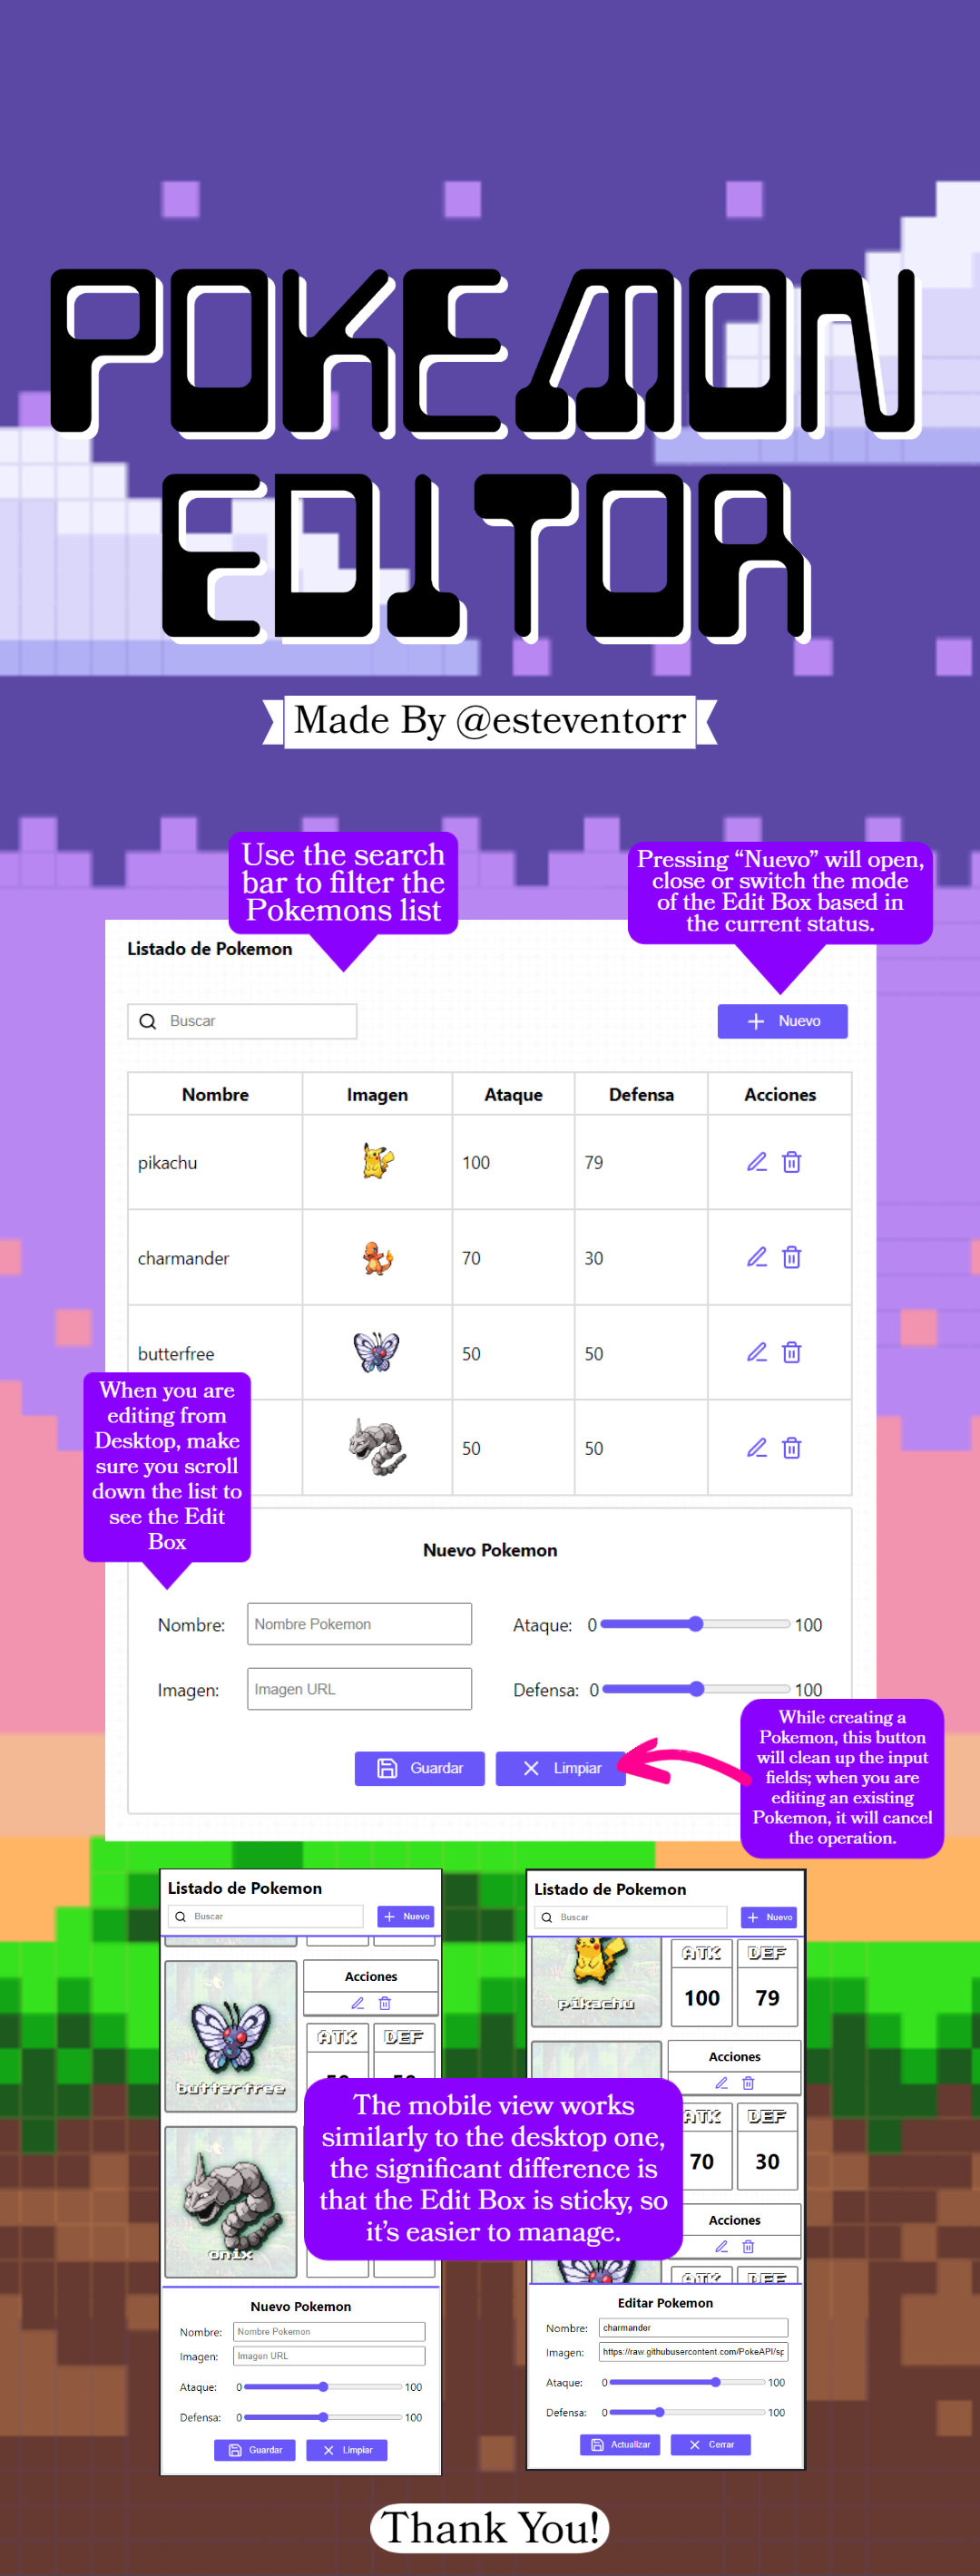 POKEMON
EDITOR
Made By @esteventorr
Use the search
bar to filter the
Pokemons list
Pressing “Nuevo” will open,
close or switch the mode
of the Edit Box based in
the current status.
Listado de Pokemon
Buscar
Nuevo
Nombre Imagen Ataque Defensa Acciones
pikachu 100 79
charmander 70 30
butterfree 50 50
50 50
When you are
editing from
Desktop, make
sure you scroll
down the list to
see the Edit
Box
Nuevo Pokemon
Nombre: Nombre Pokemon Ataque: 0 100
Imagen: Imagen URL Defensa: 0 100
Guardar Limpiar
While creating a
Pokemon, this button
will clean up the input
fields; when you are
editing an existing
Pokemon, it will cancel
the operation.
Listado de Pokemon
Buscar Nuevo
Acciones
ATK DEF
butterfree
onix
Nuevo Pokemon
Nombre: Nombre Pokemon
Imagen: Imagen URL
Ataque: 0 100
Defensa: 0 100
Guardar Limpiar
Listado de Pokemon
Buscar Nuevo
ATK DEF
pikachu 100 79
Acciones
ATK DEF
70 30
Acciones
ATK DEF
Editar Pokemon
Nombre: charmander
Imagen: https://raw.githubusercontent.com/PokeAPI/sp
Ataque: 0 100
Defensa: 0 100
Actualizar Cerrar
The mobile view works
similarly to the desktop one,
the significant difference is
that the Edit Box is sticky, so
it’s easier to manage.
Thank You!